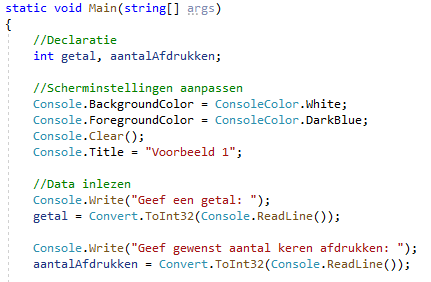 static void Main(string[] args)
{
//Declaratie
int getal, aantalAfdrukken;
//Scherminstellingen aanpassen
Console.BackgroundColor = ConsoleColor.White;
Console.ForegroundColor = ConsoleColor.DarkBlue;
Console.Clear();
Console.Title = "Voorbeeld 1";
//Data inlezen
Console.Write("Geef een getal: ");
getal = Convert.ToInt32(Console.ReadLine());
Console.Write("Geef gewenst aantal keren afdrukken: ");
aantalAfdrukken = Convert.ToInt32(Console.ReadLine());